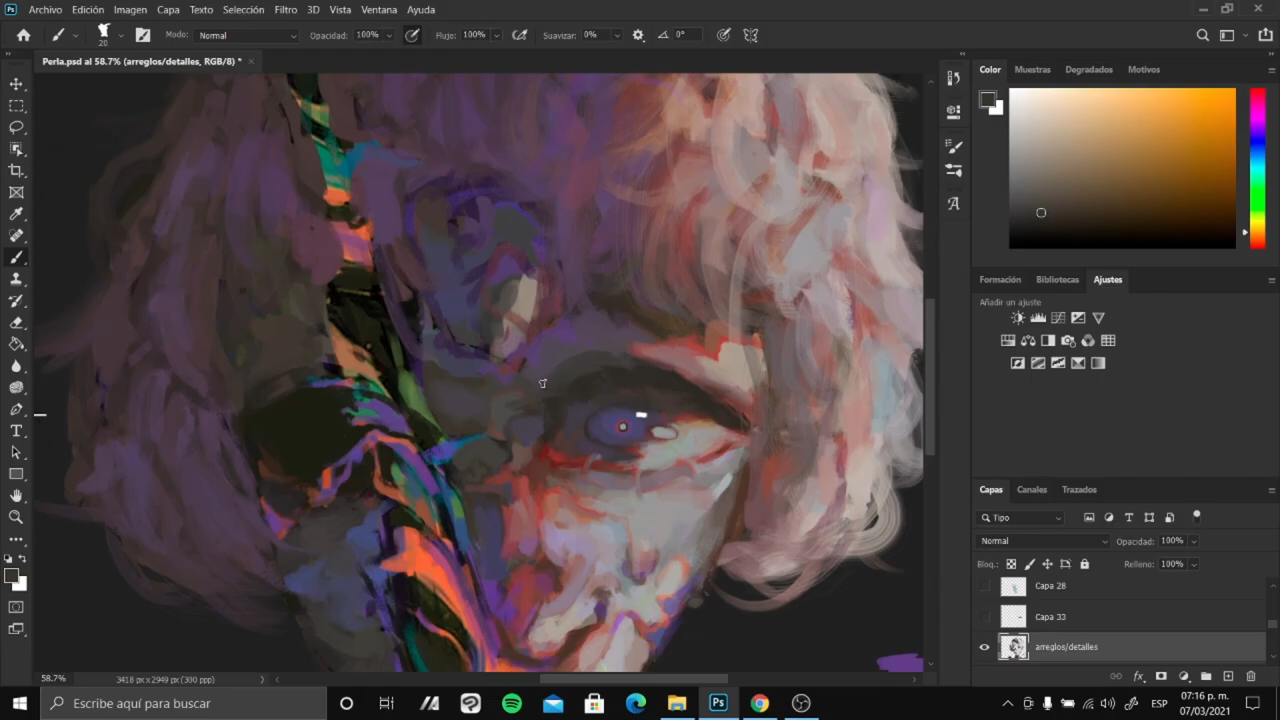 Ps Archivo Edición Imagen Capa Texto Selección Filtro 3D Vista Ventana Ayuda
20 Modo: Normal Opacidad: 100% Flujo: 100% Suavizar: 0% 0°
Perla.psd al 58.7% (arreglos/detalles, RGB/8) *
Color Muestras Degradados Motivos
Formación Bibliotecas Ajustes
Añadir un ajuste
Capas Canales Trazados
Tipo
Normal Opacidad: 100%
Bloq.: Relleno: 100%
Capa 28
Capa 33
arreglos/detalles
58.7% 3418 px x 2949 px (300 ppp)
Escribe aquí para buscar
Ps
ESP
07:16 p. m.
07/03/2021